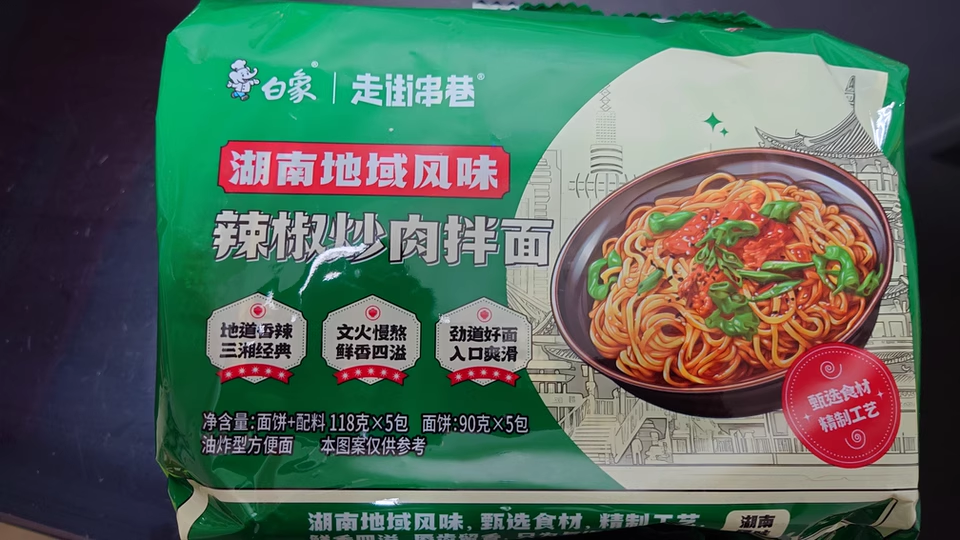 白象® 走街串巷®
湖南地域风味
辣椒炒肉拌面
地道香辣
三湘经典
文火慢熬
鲜香四溢
劲道好面
入口爽滑
甄选食材
精制工艺
净含量:面饼+配料 118克×5包 面饼:90克×5包
油炸型方便面 本图案仅供参考
湖南地域风味,甄选食材,精制工艺,
湖南
鲜香四溢